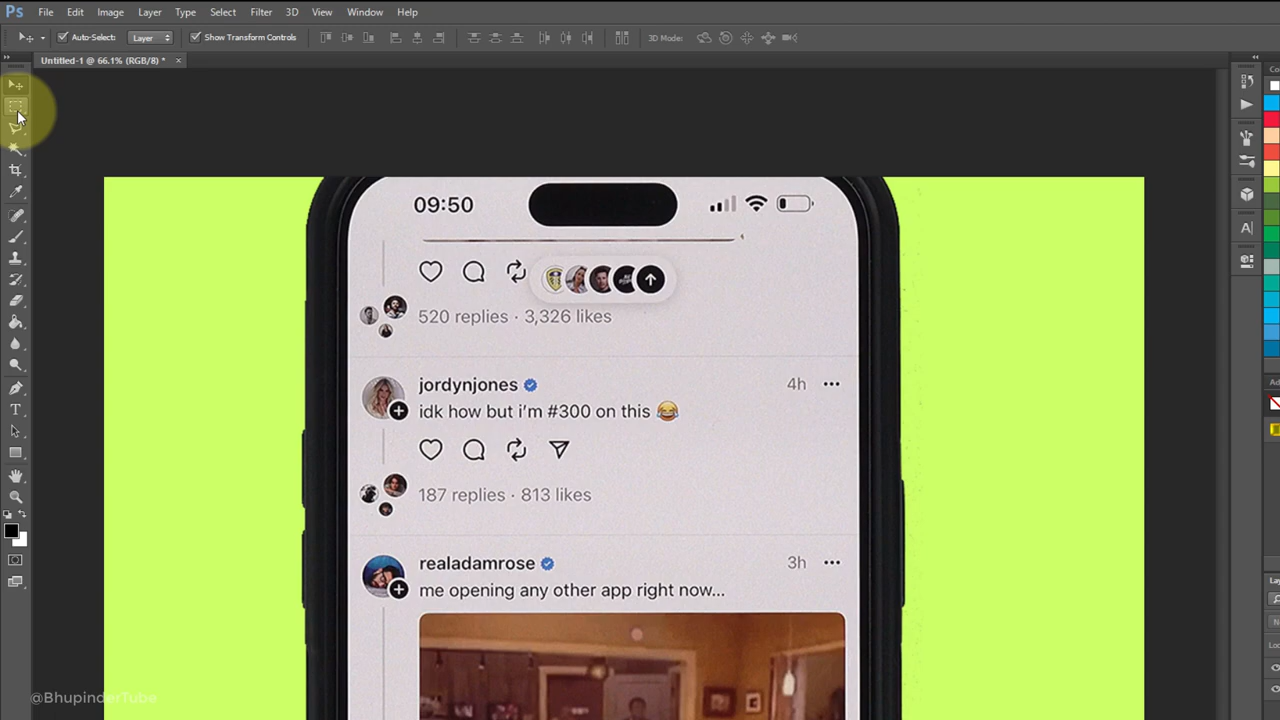 Ps File Edit Image Layer Type Select Filter 3D View Window Help
Auto-Select: Layer Show Transform Controls 3D Mode:
Untitled-1 @ 66.1% (RGB/8) * ×
Co
09:50
520 replies · 3,326 likes
jordynjones 4h
idk how but i'm #300 on this 😂
187 replies · 813 likes
Ad
realadamrose 3h
me opening any other app right now...
@BhupinderTube